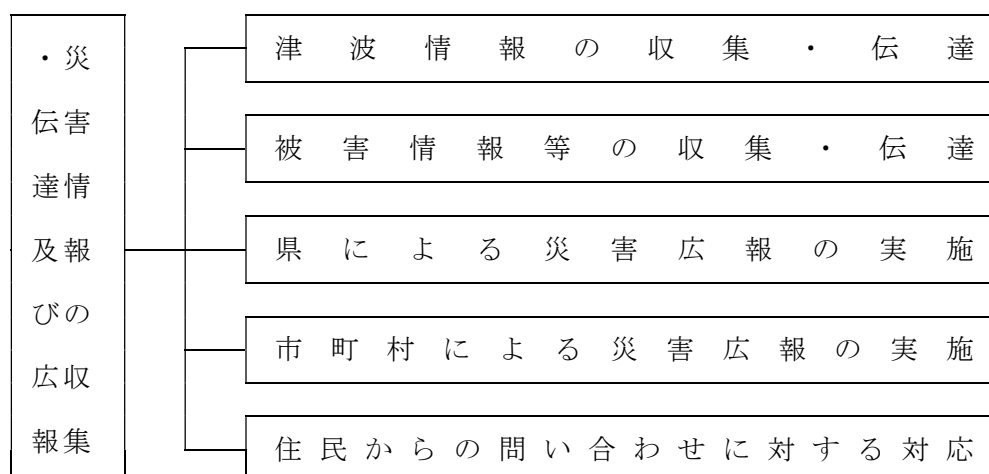 災害情報の収集
・伝達及び広報
津波情報の収集・伝達
被害情報等の収集・伝達
県による災害広報の実施
市町村による災害広報の実施
住民からの問い合わせに対する対応